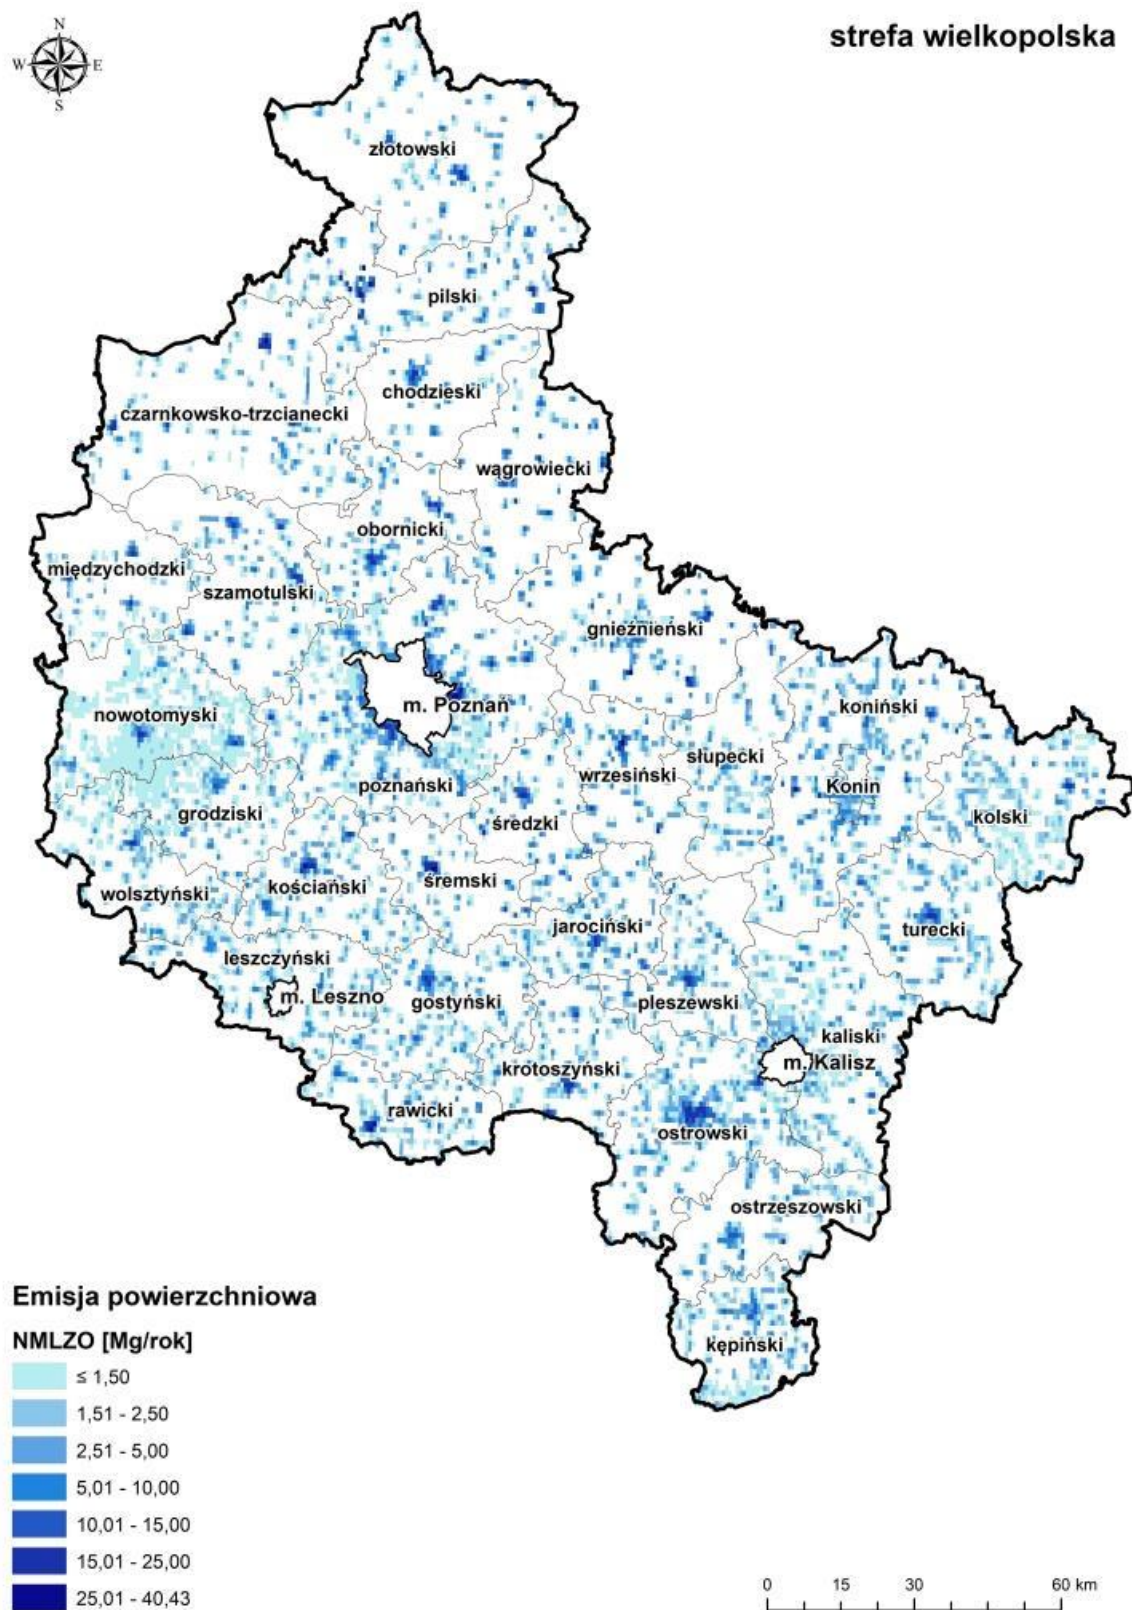 strefa wielkopolska
N
W E
S
złotowski
pilski
chodzieski
czarnkowsko-trzcianecki
wągrowiecki
obornicki
międzychodzki
szamotulski
gnieźnieński
m. Poznań
nowotomyski
koniński
słupecki
wrzesiński
poznański
Konin
grodziski
średzki
kolski
wolsztyński
kościański
śremski
jarociński
turecki
leszczyński
m. Leszno
gostyński
pleszewski
kaliski
m. Kalisz
krotoszyński
rawicki
ostrowski
ostrzeszowski
kępiński
Emisja powierzchniowa
NMLZO [Mg/rok]
≤ 1,50
1,51 - 2,50
2,51 - 5,00
5,01 - 10,00
10,01 - 15,00
15,01 - 25,00
25,01 - 40,43
0 15 30 60 km